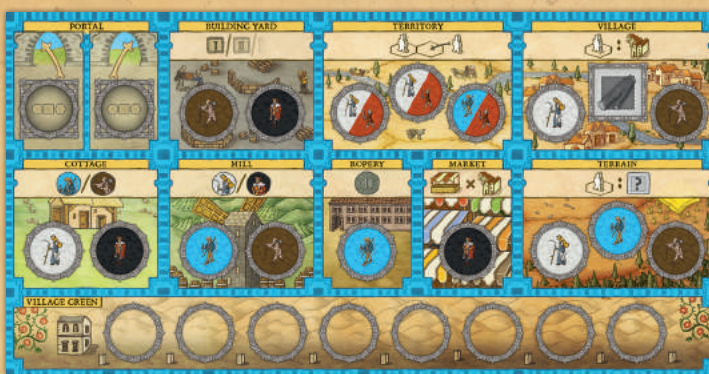 PORTAL
BUILDING YARD
TERRITORY
VILLAGE
COTTAGE
MILL
ROPERY
MARKET
TERRAIN
VILLAGE GREEN